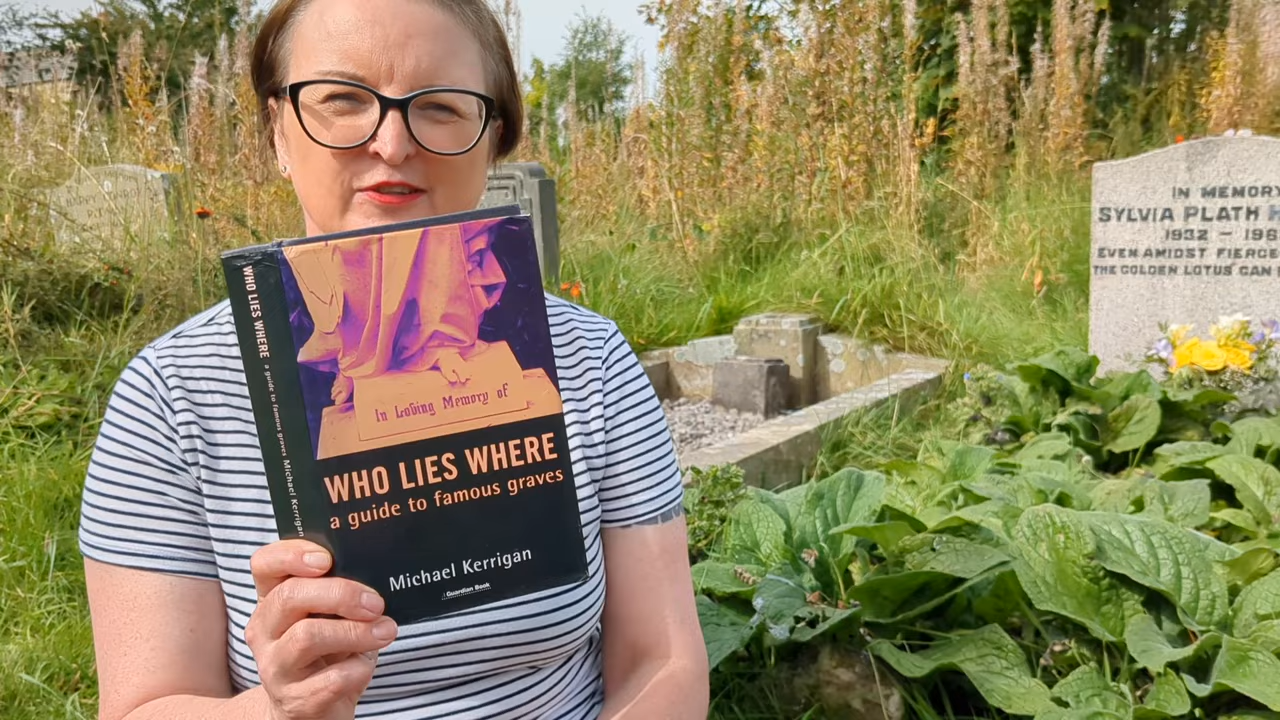 WHO LIES WHERE a guide to famous graves Michael Kerrigan
In Loving Memory of
WHO LIES WHERE
a guide to famous graves
Michael Kerrigan
Guardian Book
IN MEMORY
SYLVIA PLATH
1932 – 196
EVEN AMIDST FIERCE
THE GOLDEN LOTUS CAN